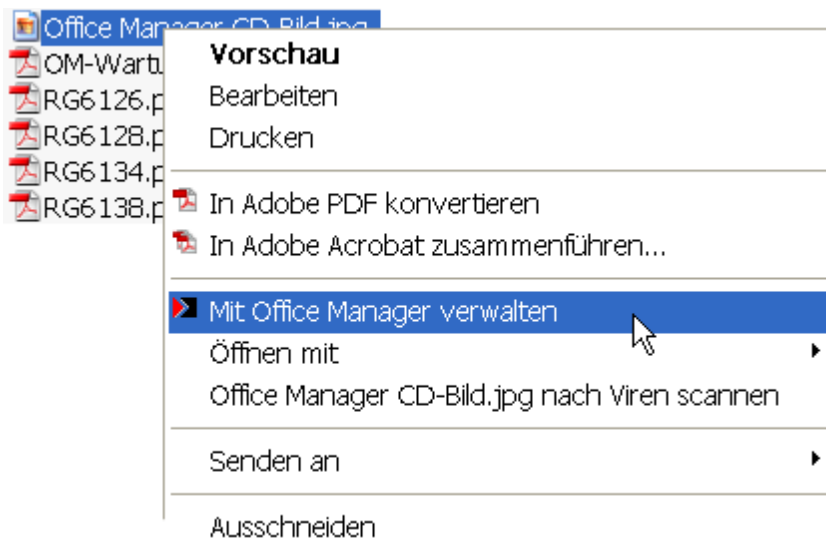 Office Manager CD-Bild.jpg
OM-Wartu
RG6126.p
RG6128.p
RG6134.p
RG6138.p
Vorschau
Bearbeiten
Drucken
In Adobe PDF konvertieren
In Adobe Acrobat zusammenführen...
Mit Office Manager verwalten
Öffnen mit
Office Manager CD-Bild.jpg nach Viren scannen
Senden an
Ausschneiden